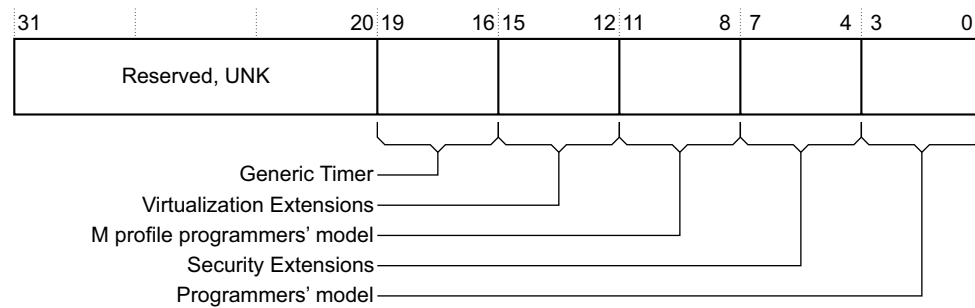 31 20 19 16 15 12 11 8 7 4 3 0
Reserved, UNK
Generic Timer
Virtualization Extensions
M profile programmers’ model
Security Extensions
Programmers’ model